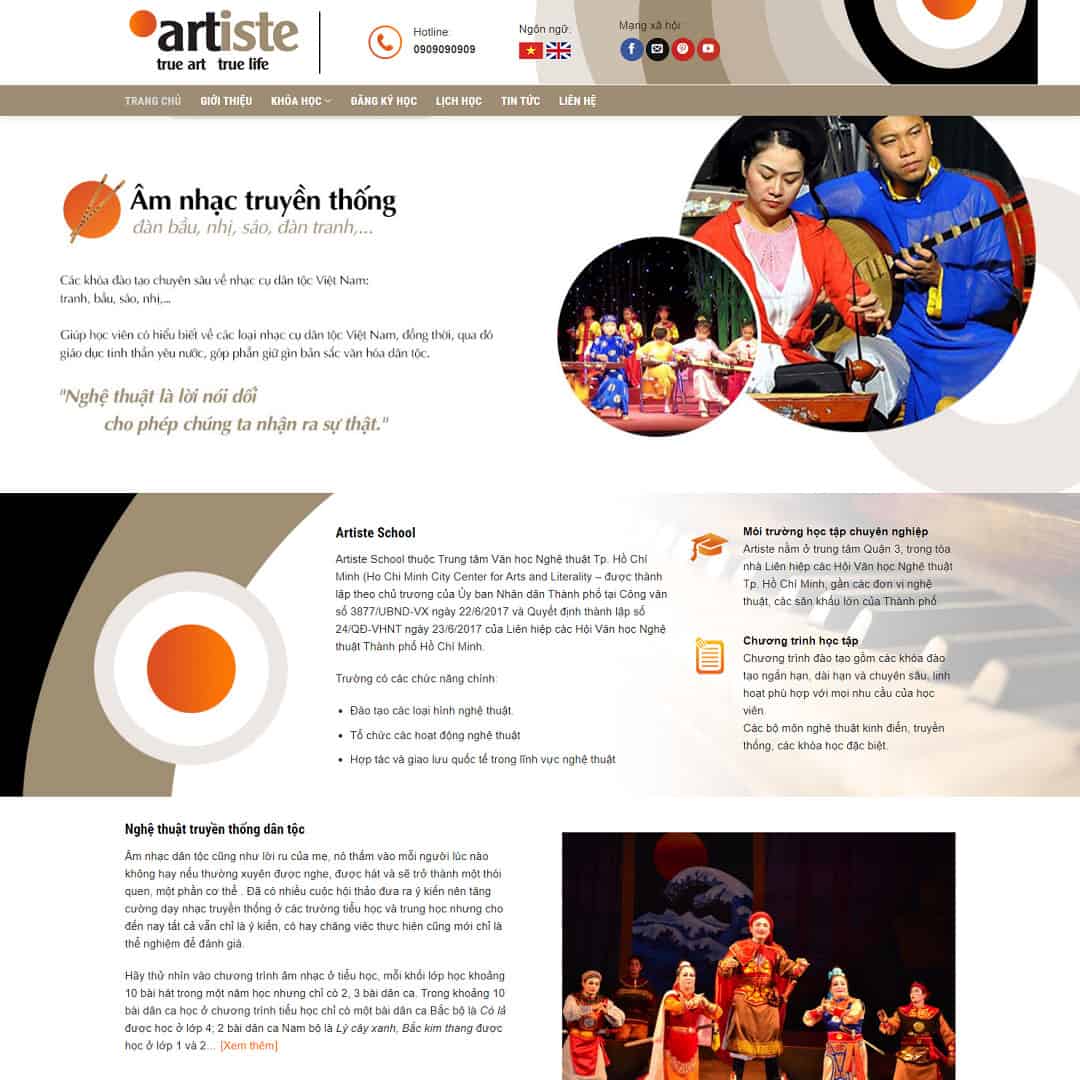 artiste
true art true life
Hotline:
0909090909
Ngôn ngữ:
Mạng xã hội :
TRANG CHỦ GIỚI THIỆU KHÓA HỌC ĐĂNG KÝ HỌC LỊCH HỌC TIN TỨC LIÊN HỆ
Âm nhạc truyền thống
đàn bầu, nhị, sáo, đàn tranh,...
Các khóa đào tạo chuyên sâu về nhạc cụ dân tộc Việt Nam:
tranh, bầu, sáo, nhị,...
Giúp học viên có hiểu biết về các loại nhạc cụ dân tộc Việt Nam, đồng thời, qua đó
giáo dục tinh thần yêu nước, góp phần giữ gìn bản sắc văn hóa dân tộc.
"Nghệ thuật là lời nói dối
cho phép chúng ta nhận ra sự thật."
Artiste School
Artiste School thuộc Trung tâm Văn học Nghệ thuật Tp. Hồ Chí
Minh (Ho Chi Minh City Center for Arts and Literality – được thành
lập theo chủ trương của Ủy ban Nhân dân Thành phố tại Công văn
số 3877/UBND-VX ngày 22/6/2017 và Quyết định thành lập số
24/QĐ-VHNT ngày 23/6/2017 của Liên hiệp các Hội Văn học Nghệ
thuật Thành phố Hồ Chí Minh.
Trường có các chức năng chính:
• Đào tạo các loại hình nghệ thuật.
• Tổ chức các hoạt động nghệ thuật
• Hợp tác và giao lưu quốc tế trong lĩnh vực nghệ thuật
Môi trường học tập chuyên nghiệp
Artiste nằm ở trung tâm Quận 3, trong tòa
nhà Liên hiệp các Hội Văn học Nghệ thuật
Tp. Hồ Chí Minh, gần các đơn vị nghệ
thuật, các sân khấu lớn của Thành phố
Chương trình học tập
Chương trình đào tạo gồm các khóa đào
tạo ngắn hạn, dài hạn và chuyên sâu, linh
hoạt phù hợp với mọi nhu cầu của học
viên.
Các bộ môn nghệ thuật kinh điển, truyền
thống, các khóa học đặc biệt.
Nghệ thuật truyền thống dân tộc
Âm nhạc dân tộc cũng như lời ru của mẹ, nó thấm vào mỗi người lúc nào
không hay nếu thường xuyên được nghe, được hát và sẽ trở thành một thói
quen, một phần cơ thể . Đã có nhiều cuộc hội thảo đưa ra ý kiến nên tăng
cường dạy nhạc truyền thống ở các trường tiểu học và trung học nhưng cho
đến nay tất cả vẫn chỉ là ý kiến, có hay chăng việc thực hiên cũng mới chỉ là
thể nghiệm để đánh giá.
Hãy thử nhìn vào chương trình âm nhạc ở tiểu học, mỗi khối lớp học khoảng
10 bài hát trong một năm học nhưng chỉ có 2, 3 bài dân ca. Trong khoảng 10
bài dân ca học ở chương trình tiểu học chỉ có một bài dân ca Bắc bộ là Cò lả
được học ở lớp 4; 2 bài dân ca Nam bộ là Lý cây xanh, Bắc kim thang được
học ở lớp 1 và 2... [Xem thêm]